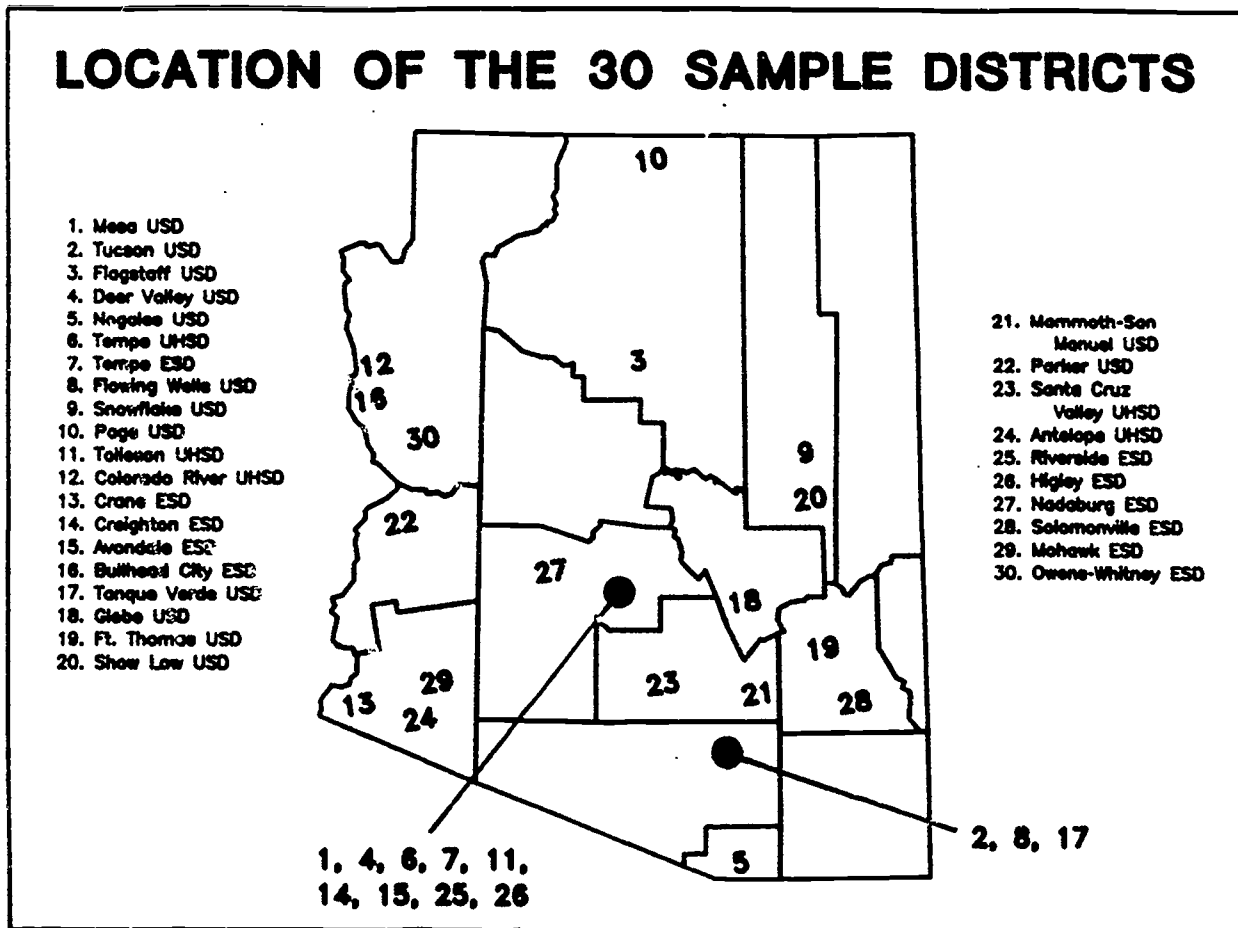 LOCATION OF THE 30 SAMPLE DISTRICTS
1. Mesa USD
2. Tucson USD
3. Flagstaff USD
4. Deer Valley USD
5. Nogales USD
6. Tempe UHSD
7. Tempe ESD
8. Flowing Wells USD
9. Snowflake USD
10. Page USD
11. Tolleson UHSD
12. Colorado River UHSD
13. Crane ESD
14. Creighton ESD
15. Avondale ESD
16. Bullhead City ESD
17. Tanque Verde USD
18. Globe USD
19. Ft. Thomas USD
20. Show Low USD
10
12
3
16
30
9
20
22
27
18
19
29
13
24
23
21
28
5
1, 4, 6, 7, 11,
14, 15, 25, 26
2, 8, 17
21. Mammoth-San
Manuel USD
22. Parker USD
23. Santa Cruz
Valley UHSD
24. Antelope UHSD
25. Riverside ESD
26. Higley ESD
27. Nadaburg ESD
28. Solomonville ESD
29. Mohawk ESD
30. Owens-Whitney ESD